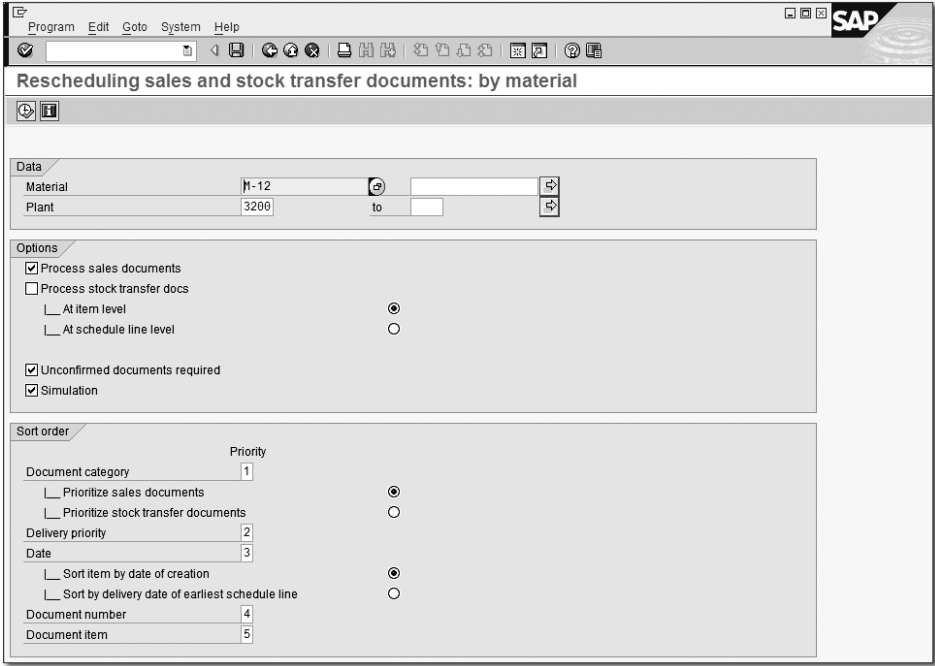 Program Edit Goto System Help
SAP
Rescheduling sales and stock transfer documents: by material
Data
Material M-12
Plant 3200 to
Options
Process sales documents
Process stock transfer docs
At item level
At schedule line level
Unconfirmed documents required
Simulation
Sort order
Priority
Document category 1
Prioritize sales documents
Prioritize stock transfer documents
Delivery priority 2
Date 3
Sort item by date of creation
Sort by delivery date of earliest schedule line
Document number 4
Document item 5